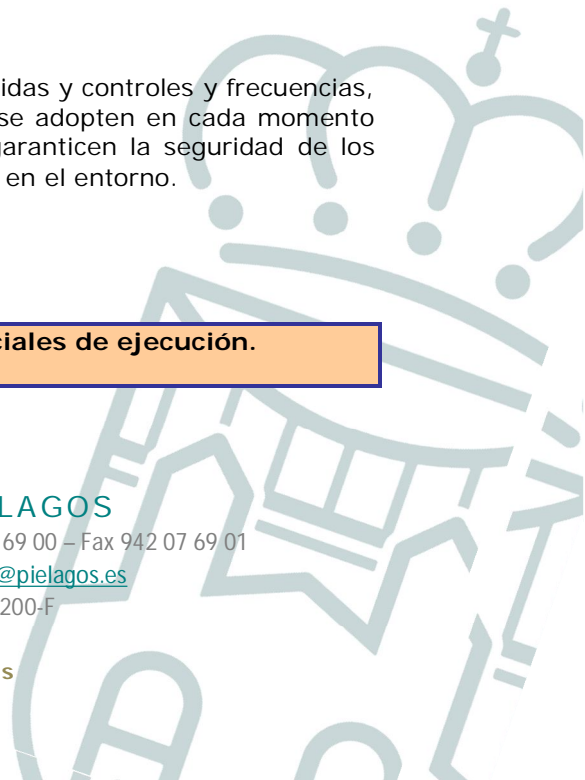 idas y controles y frecuencias,
se adopten en cada momento
garanticen la seguridad de los
en el entorno.
ciales de ejecución.
LAGOS
69 00 – Fax 942 07 69 01
@pielagos.es
200-F
s